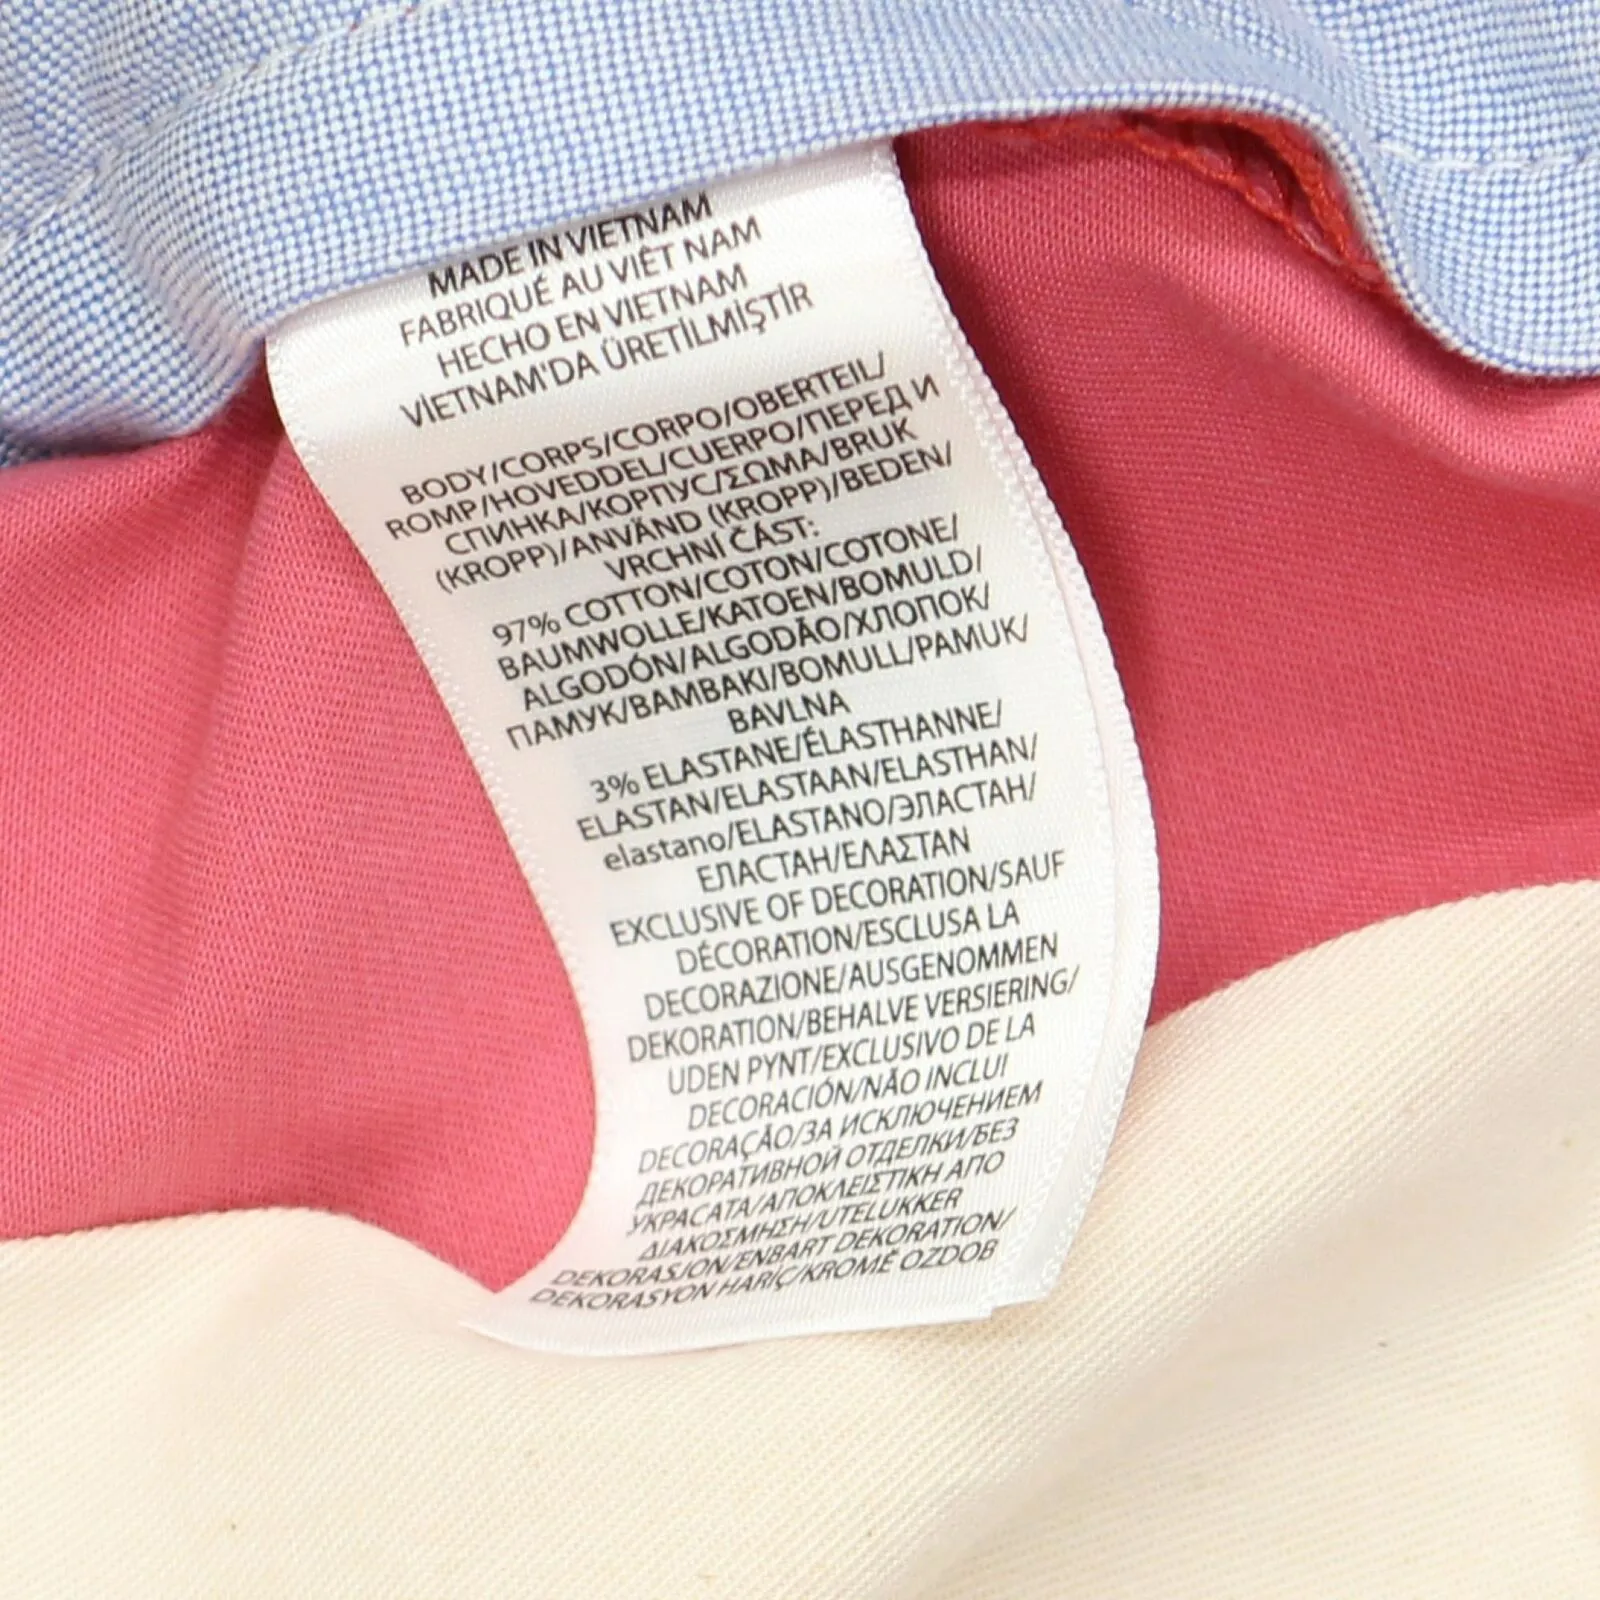 MADE IN VIETNAM
FABRIQUÉ AU VIÊT NAM
HECHO EN VIETNAM
VİETNAM'DA ÜRETİLMİŞTİR
BODY/CORPS/CORPO/OBERTEIL/
ROMP/HOVEDDEL/CUERPO/ПЕРЕД И
СПИНКА/КОРПУС/ΣΩΜΑ/BRUK
(KROPP)/ANVÄND (KROPP)/BEDEN/
VRCHNÍ ČÁST:
97% COTTON/COTON/COTONE/
BAUMWOLLE/KATOEN/BOMULD/
ALGODÓN/ALGODÃO/ХЛОПОК/
ПАМУК/BAMBAKI/BOMULL/PAMUK/
BAVLNA
3% ELASTANE/ÉLASTHANNE/
ELASTAN/ELASTAAN/ELASTHAN/
elastano/ELASTANO/ЭЛАСТАН/
ЕЛАСТАН/ΕΛΑΣΤΑΝ
EXCLUSIVE OF DECORATION/SAUF
DÉCORATION/ESCLUSA LA
DECORAZIONE/AUSGENOMMEN
DEKORATION/BEHALVE VERSIERING/
UDEN PYNT/EXCLUSIVO DE LA
DECORACIÓN/NÃO INCLUI
DECORAÇÃO/ЗА ИСКЛЮЧЕНИЕМ
ДЕКОРАТИВНОЙ ОТДЕЛКИ/БЕЗ
УКРАСАТА/ΑΠΟΚΛΕΙΣΤΙΚΗ ΑΠΟ
ΔΙΑΚΟΣΜΗΣΗ/UTELUKKER
DEKORASJON/ENBART DEKORATION/
DEKORASYON HARİÇ/KROMĚ OZDOB